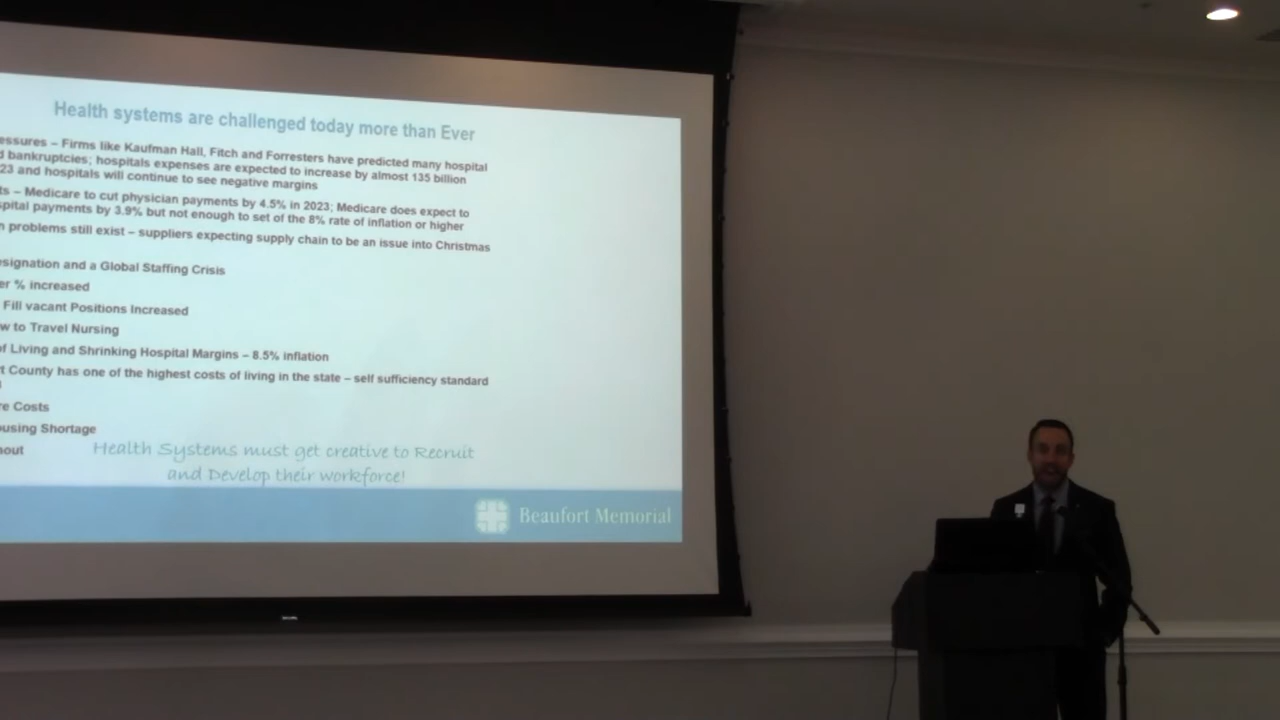 Health systems are challenged today more than Ever
essures – Firms like Kaufman Hall, Fitch and Forresters have predicted many hospital
d bankruptcies; hospitals expenses are expected to increase by almost 135 billion
23 and hospitals will continue to see negative margins
ts – Medicare to cut physician payments by 4.5% in 2023; Medicare does expect to
spital payments by 3.9% but not enough to set of the 8% rate of inflation or higher
n problems still exist – suppliers expecting supply chain to be an issue into Christmas
esignation and a Global Staffing Crisis
er % increased
Fill vacant Positions Increased
w to Travel Nursing
of Living and Shrinking Hospital Margins – 8.5% inflation
t County has one of the highest costs of living in the state – self sufficiency standard
re Costs
ousing Shortage
nout
Health Systems must get creative to Recruit
and Develop their workforce!
Beaufort Memorial